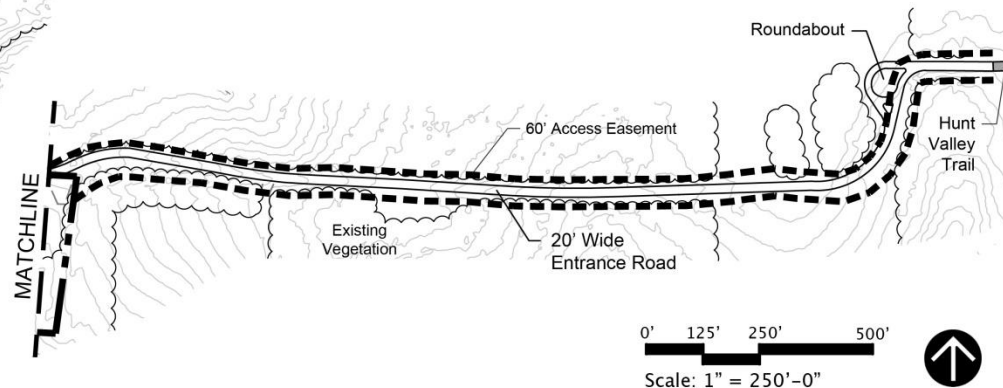 Roundabout
60' Access Easement
Hunt
Valley
Trail
MATCHLINE
Existing
Vegetation
20' Wide
Entrance Road
0' 125' 250' 500'
Scale: 1" = 250'-0"